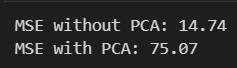 MSE without PCA: 14.74
MSE with PCA: 75.07